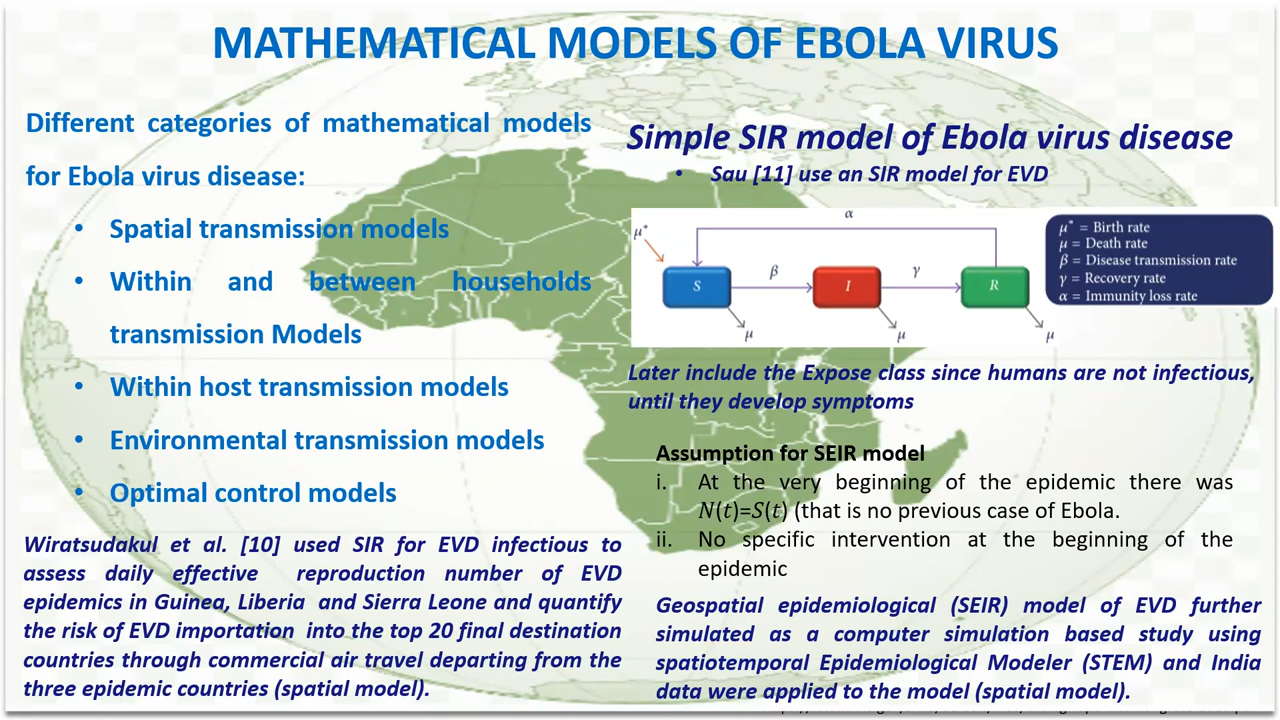 MATHEMATICAL MODELS OF EBOLA VIRUS
Different categories of mathematical models
for Ebola virus disease:
• Spatial transmission models
• Within and between households
transmission Models
• Within host transmission models
• Environmental transmission models
• Optimal control models
Wiratsudakul et al. [10] used SIR for EVD infectious to
assess daily effective reproduction number of EVD
epidemics in Guinea, Liberia and Sierra Leone and quantify
the risk of EVD importation into the top 20 final destination
countries through commercial air travel departing from the
three epidemic countries (spatial model).
Simple SIR model of Ebola virus disease
• Sau [11] use an SIR model for EVD
α
μ*
S
β
I
γ
R
μ
μ
μ
μ* = Birth rate
μ = Death rate
β = Disease transmission rate
γ = Recovery rate
α = Immunity loss rate
Later include the Expose class since humans are not infectious,
until they develop symptoms
Assumption for SEIR model
i. At the very beginning of the epidemic there was
N(t)=S(t) (that is no previous case of Ebola.
ii. No specific intervention at the beginning of the
epidemic
Geospatial epidemiological (SEIR) model of EVD further
simulated as a computer simulation based study using
spatiotemporal Epidemiological Modeler (STEM) and India
data were applied to the model (spatial model).